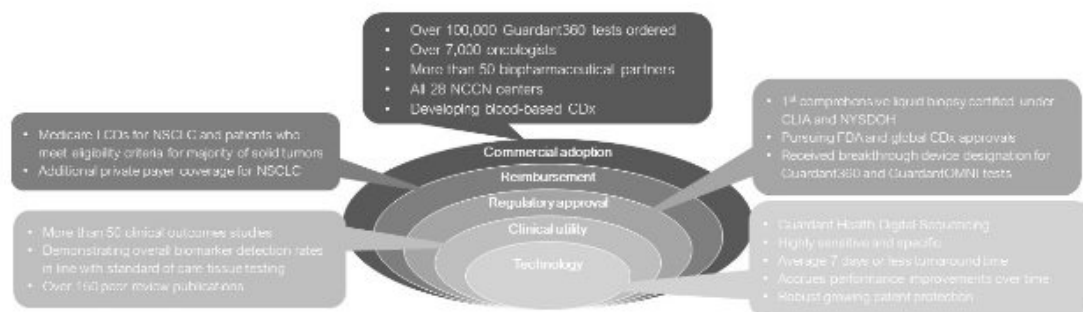 • Over 100,000 Guardant360 tests ordered
• Over 7,000 oncologists
• More than 50 biopharmaceutical partners
• All 28 NCCN centers
• Developing blood-based CDx
• Medicare LCDs for NSCLC and patients who
meet eligibility criteria for majority of solid tumors
• Additional private payer coverage for NSCLC
• 1st comprehensive liquid biopsy certified under
CLIA and NYSDOH
• Pursuing FDA and global CDx approvals
• Received breakthrough device designation for
Guardant360 and GuardantOMNI tests
Commercial adoption
Reimbursement
Regulatory approval
Clinical utility
Technology
• More than 50 clinical outcomes studies
• Demonstrating overall biomarker detection rates
in line with standard of care tissue testing
• Over 150 peer review publications
• Guardant Health Digital Sequencing
• Highly sensitive and specific
• Average 7 days or less turnaround time
• Accrues performance improvements over time
• Robust growing patent protection